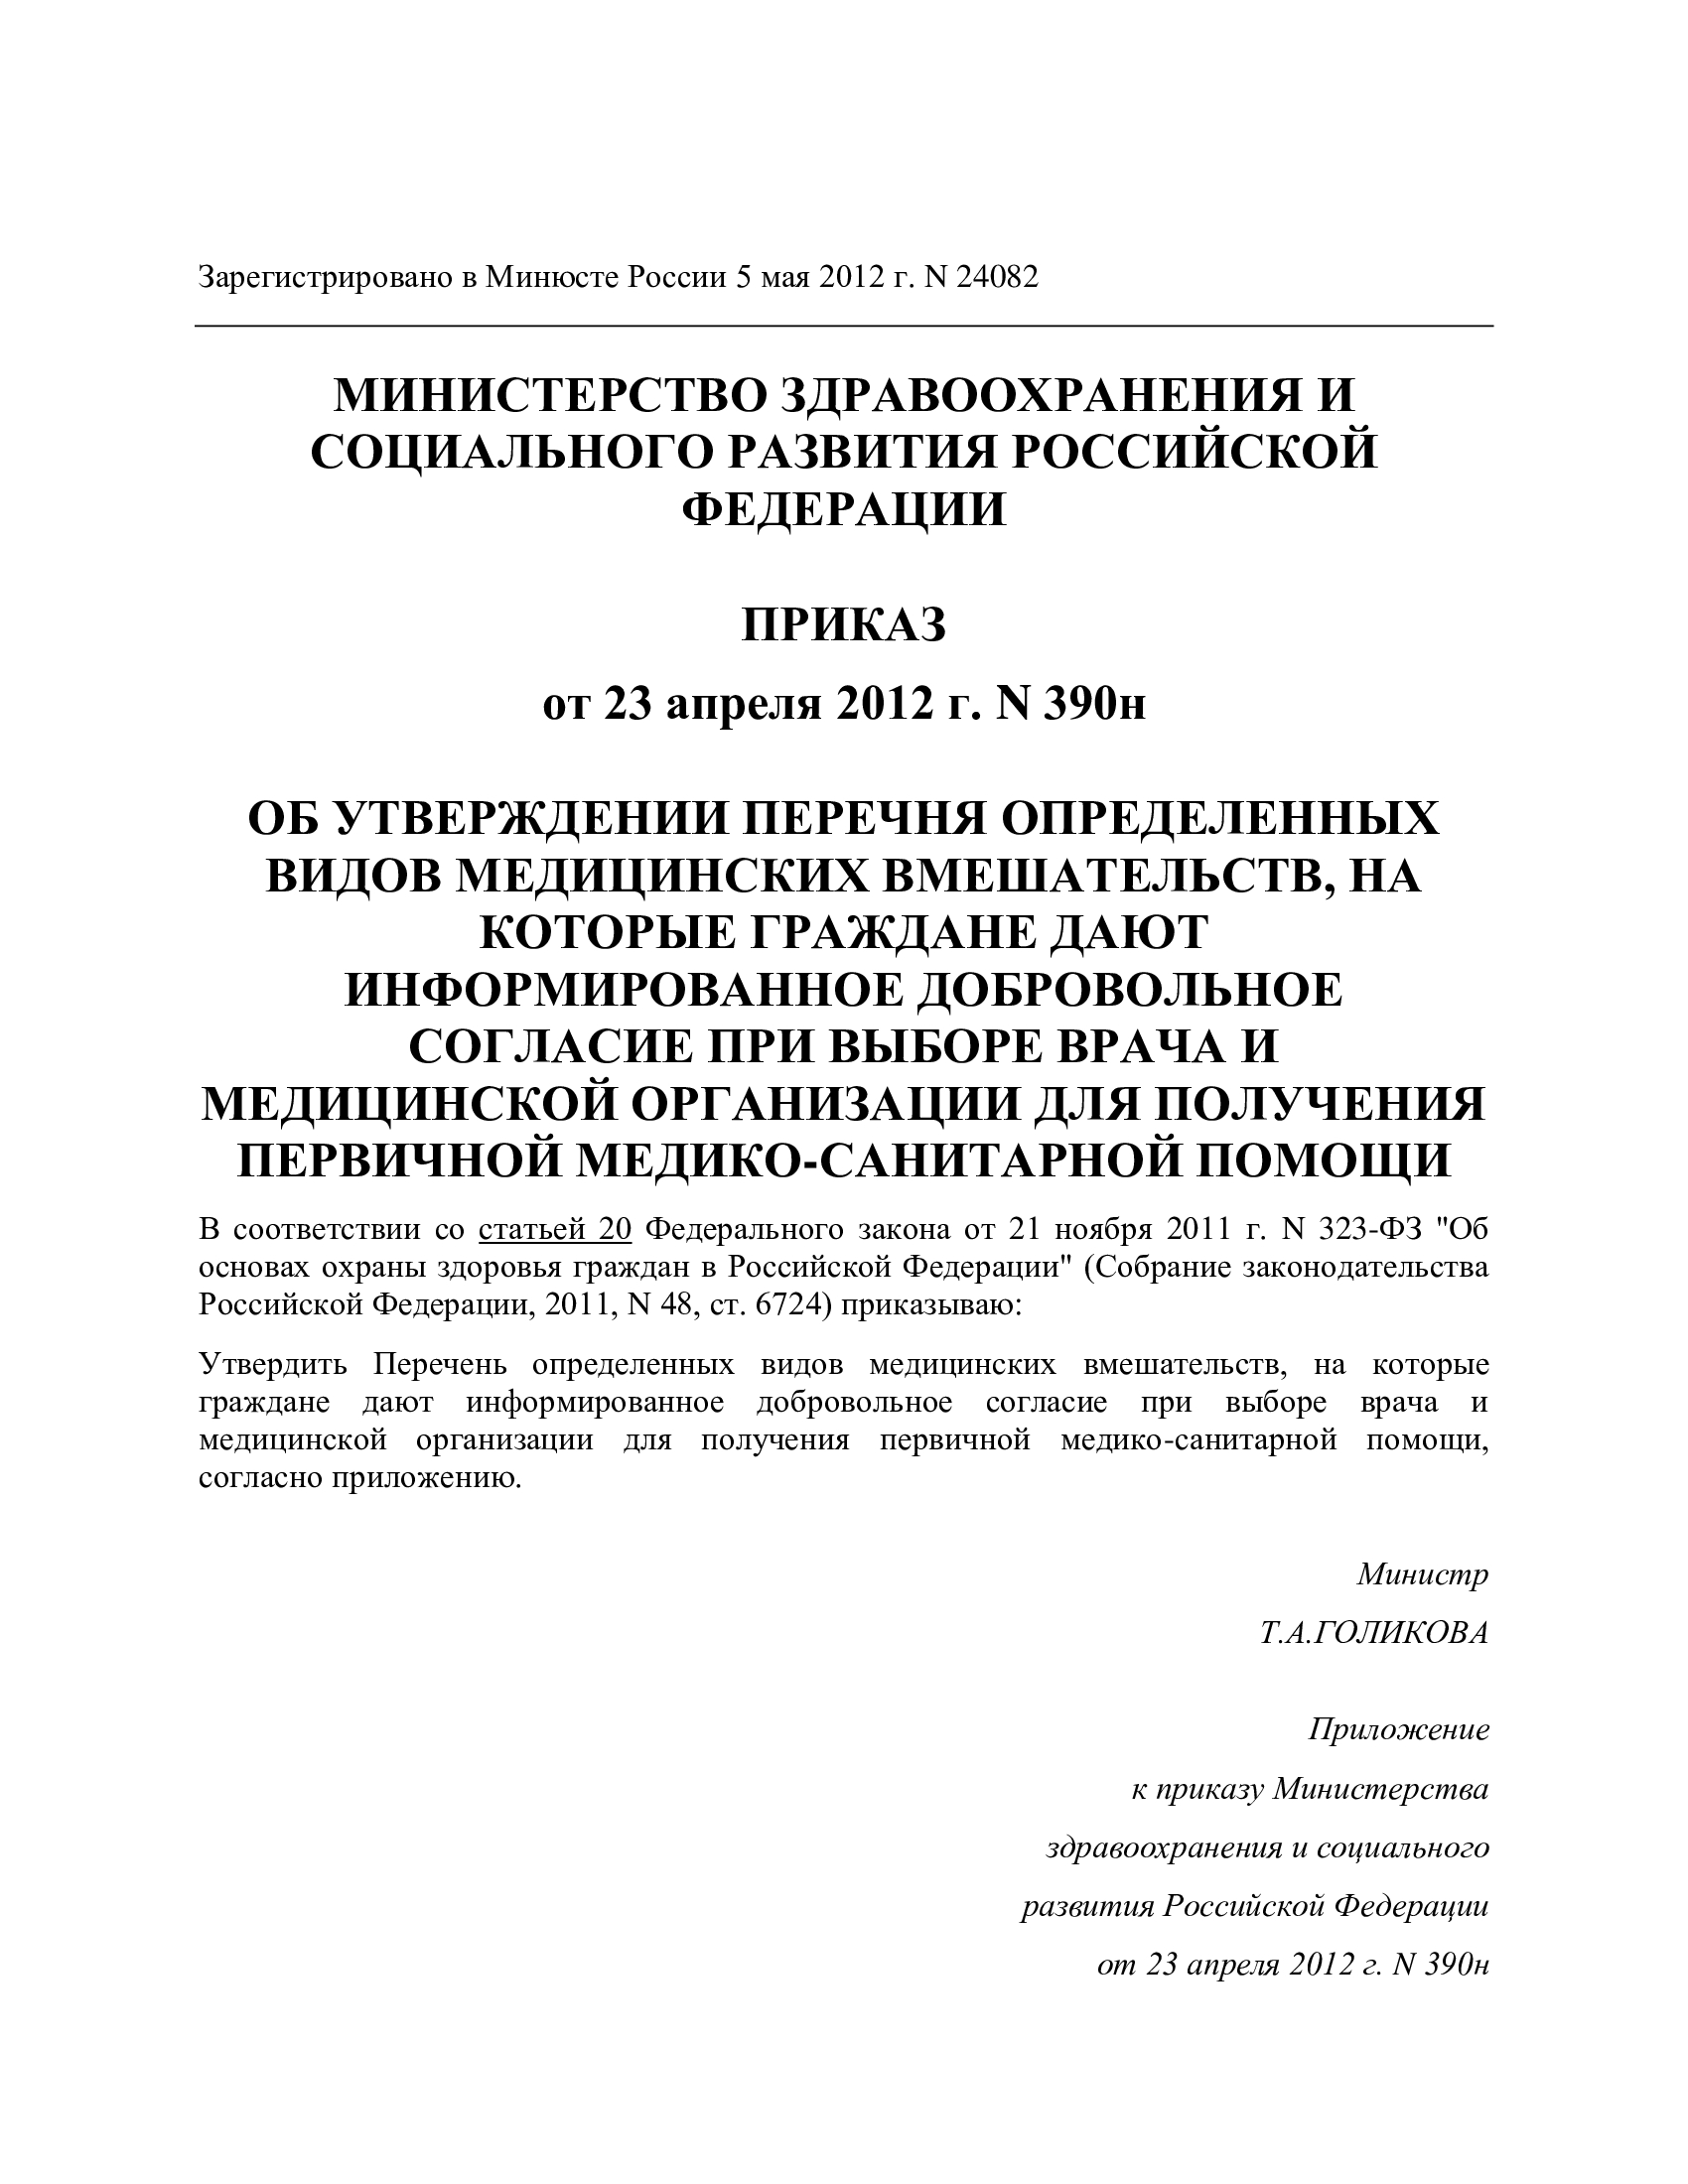 Зарегистрировано в Минюсте России 5 мая 2012 г. N 24082
МИНИСТЕРСТВО ЗДРАВООХРАНЕНИЯ И
СОЦИАЛЬНОГО РАЗВИТИЯ РОССИЙСКОЙ
ФЕДЕРАЦИИ
ПРИКАЗ
от 23 апреля 2012 г. N 390н
ОБ УТВЕРЖДЕНИИ ПЕРЕЧНЯ ОПРЕДЕЛЕННЫХ
ВИДОВ МЕДИЦИНСКИХ ВМЕШАТЕЛЬСТВ, НА
КОТОРЫЕ ГРАЖДАНЕ ДАЮТ
ИНФОРМИРОВАННОЕ ДОБРОВОЛЬНОЕ
СОГЛАСИЕ ПРИ ВЫБОРЕ ВРАЧА И
МЕДИЦИНСКОЙ ОРГАНИЗАЦИИ ДЛЯ ПОЛУЧЕНИЯ
ПЕРВИЧНОЙ МЕДИКО-САНИТАРНОЙ ПОМОЩИ
В соответствии со статьей 20 Федерального закона от 21 ноября 2011 г. N 323-ФЗ "Об
основах охраны здоровья граждан в Российской Федерации" (Собрание законодательства
Российской Федерации, 2011, N 48, ст. 6724) приказываю:
Утвердить Перечень определенных видов медицинских вмешательств, на которые
граждане дают информированное добровольное согласие при выборе врача и
медицинской организации для получения первичной медико-санитарной помощи,
согласно приложению.
Министр
Т.А.ГОЛИКОВА
Приложение
к приказу Министерства
здравоохранения и социального
развития Российской Федерации
от 23 апреля 2012 г. N 390н